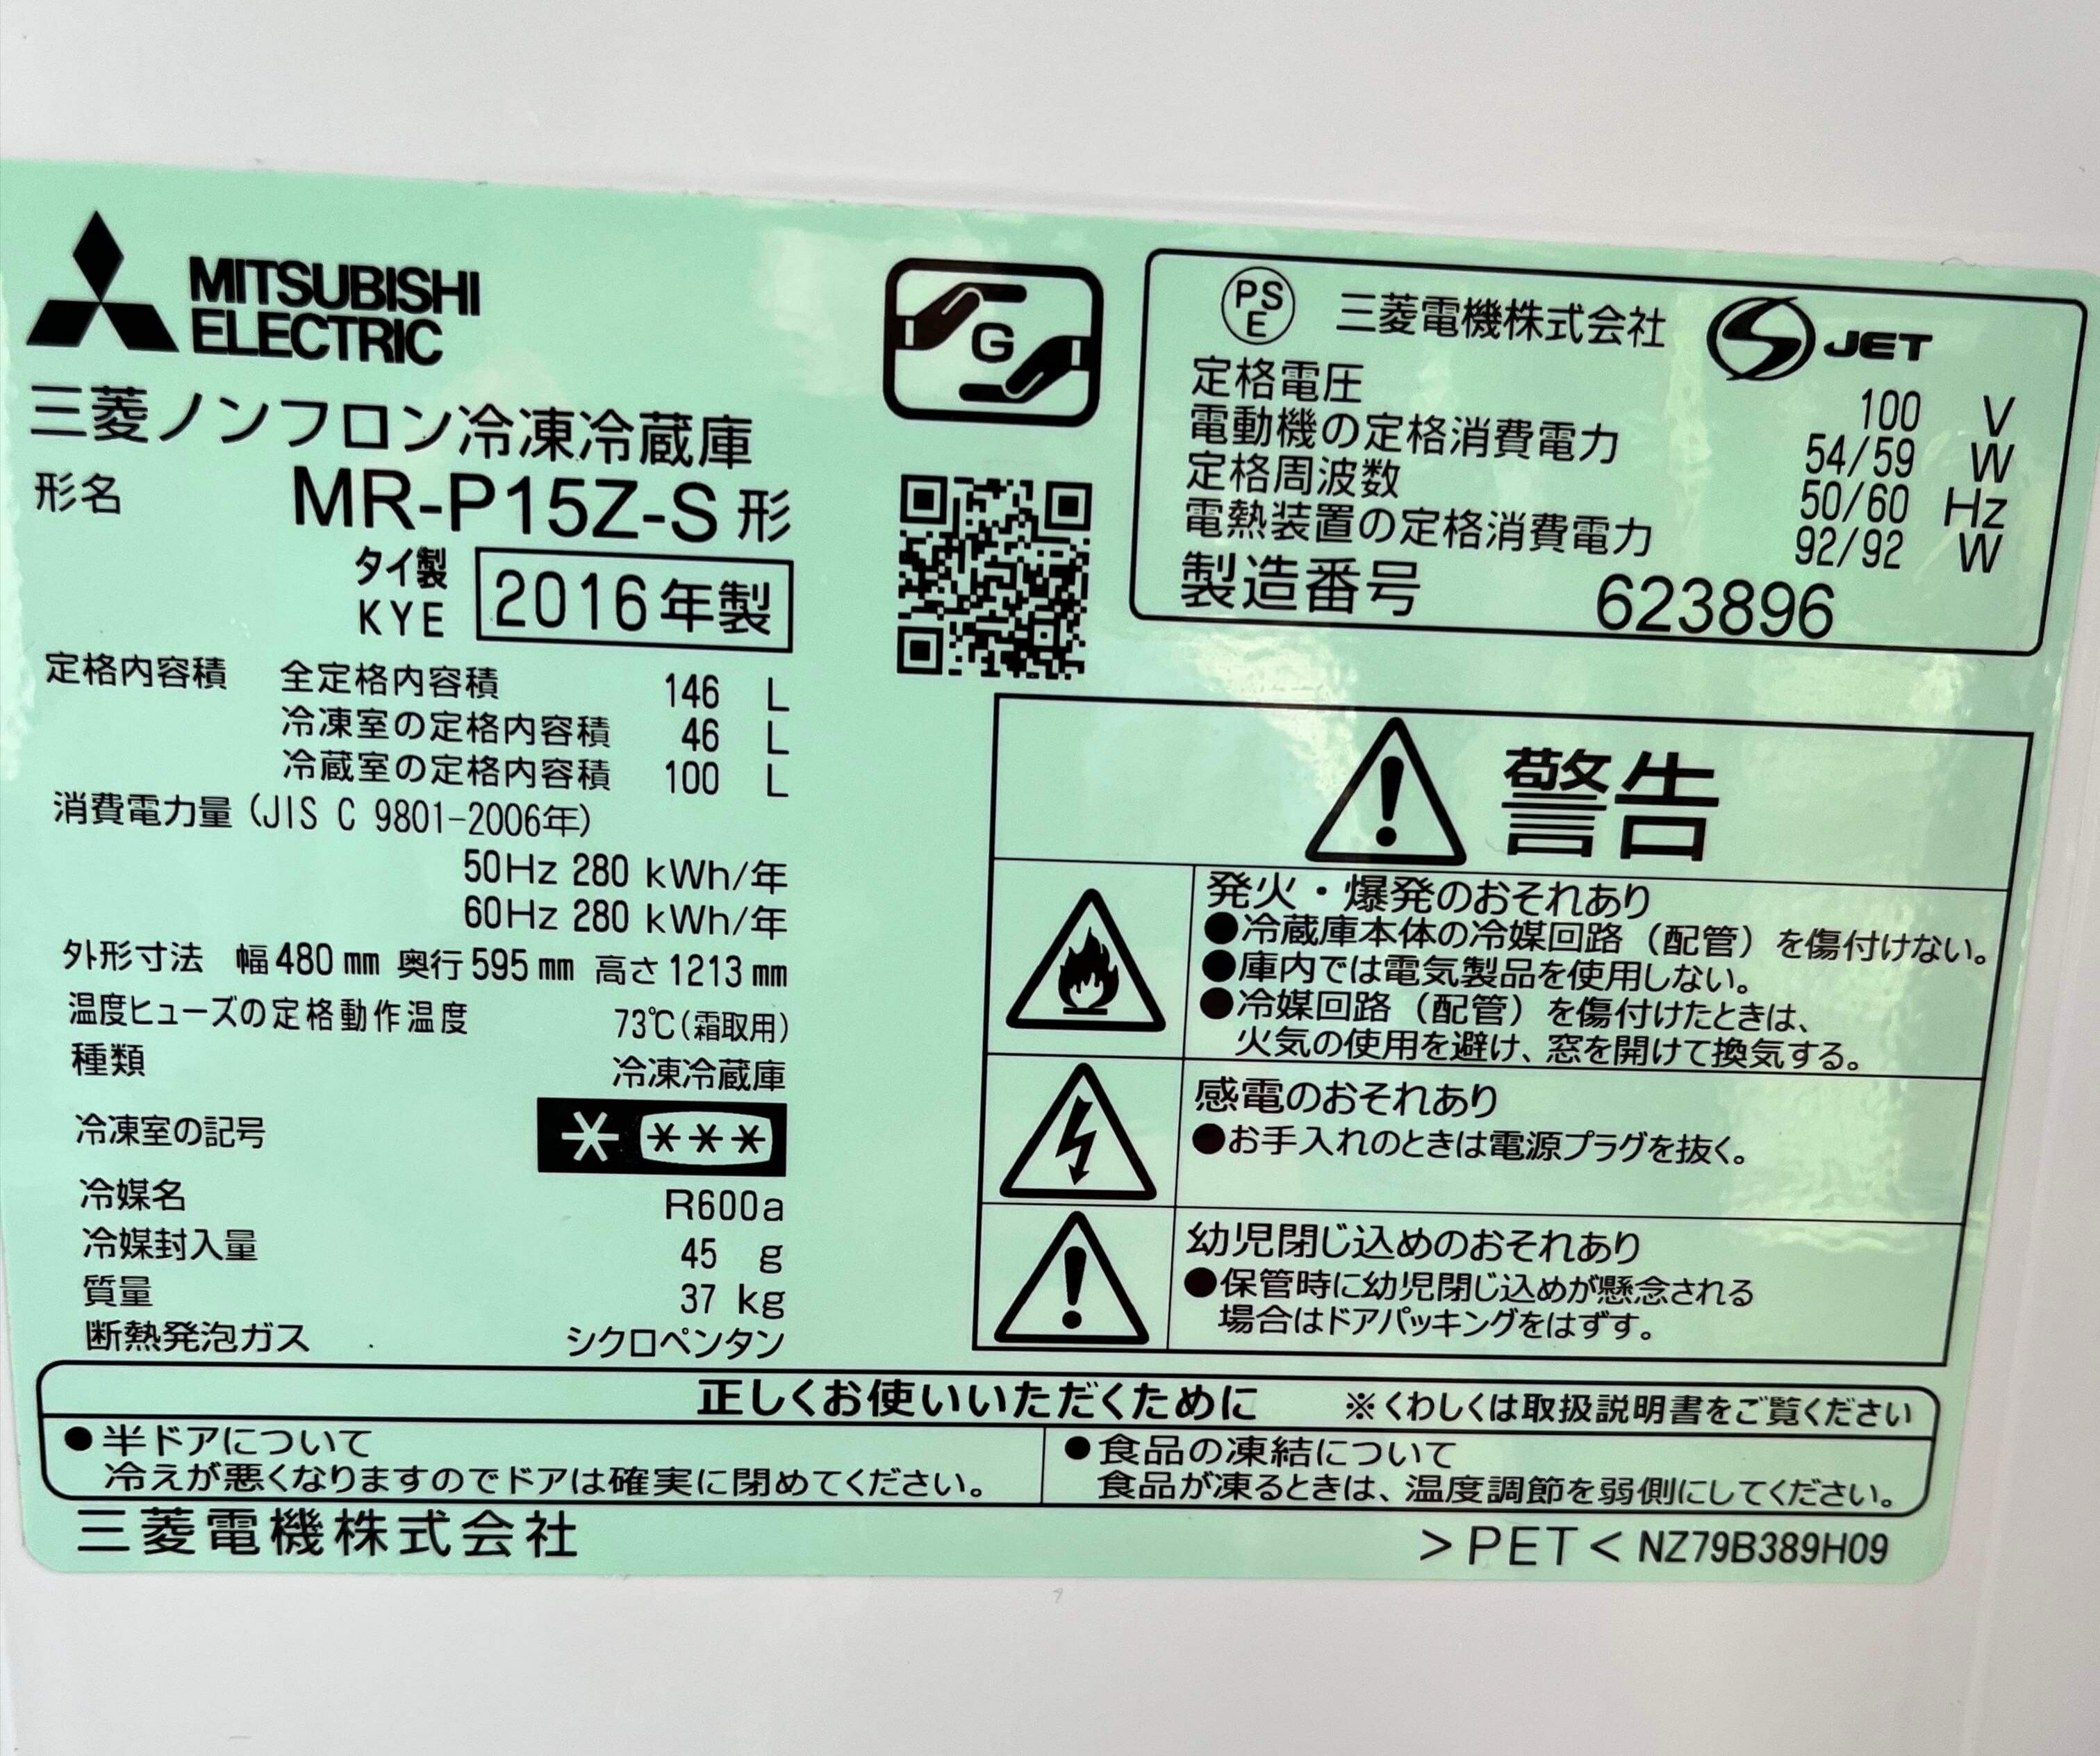 MITSUBISHI
ELECTRIC
三菱ノンフロン冷凍冷蔵庫
形名 MR-P15Z-S 形
タイ製
KYE
2016年製
定格内容積 全定格内容積 146 L
冷凍室の定格内容積 46 L
冷蔵室の定格内容積 100 L
消費電力量 (JIS C 9801-2006年)
50Hz 280 kWh/年
60Hz 280 kWh/年
外形寸法 幅480mm 奥行595mm 高さ1213mm
温度ヒューズの定格動作温度 73℃(霜取用)
種類 冷凍冷蔵庫
冷凍室の記号 * ***
冷媒名 R600a
冷媒封入量 45 g
質量 37 kg
断熱発泡ガス シクロペンタン
G
PS
E
三菱電機株式会社 S JET
定格電圧 100 V
電動機の定格消費電力 54/59 W
定格周波数 50/60 Hz
電熱装置の定格消費電力 92/92 W
製造番号 623896
警告
発火・爆発のおそれあり
●冷蔵庫本体の冷媒回路（配管）を傷付けない。
●庫内では電気製品を使用しない。
●冷媒回路（配管）を傷付けたときは、
火気の使用を避け、窓を開けて換気する。
感電のおそれあり
●お手入れのときは電源プラグを抜く。
幼児閉じ込めのおそれあり
●保管時に幼児閉じ込めが懸念される
場合はドアパッキングをはずす。
正しくお使いいただくために ※くわしくは取扱説明書をご覧ください
●半ドアについて
冷えが悪くなりますのでドアは確実に閉めてください。
●食品の凍結について
食品が凍るときは、温度調節を弱側にしてください。
三菱電機株式会社
>PET< NZ79B389H09